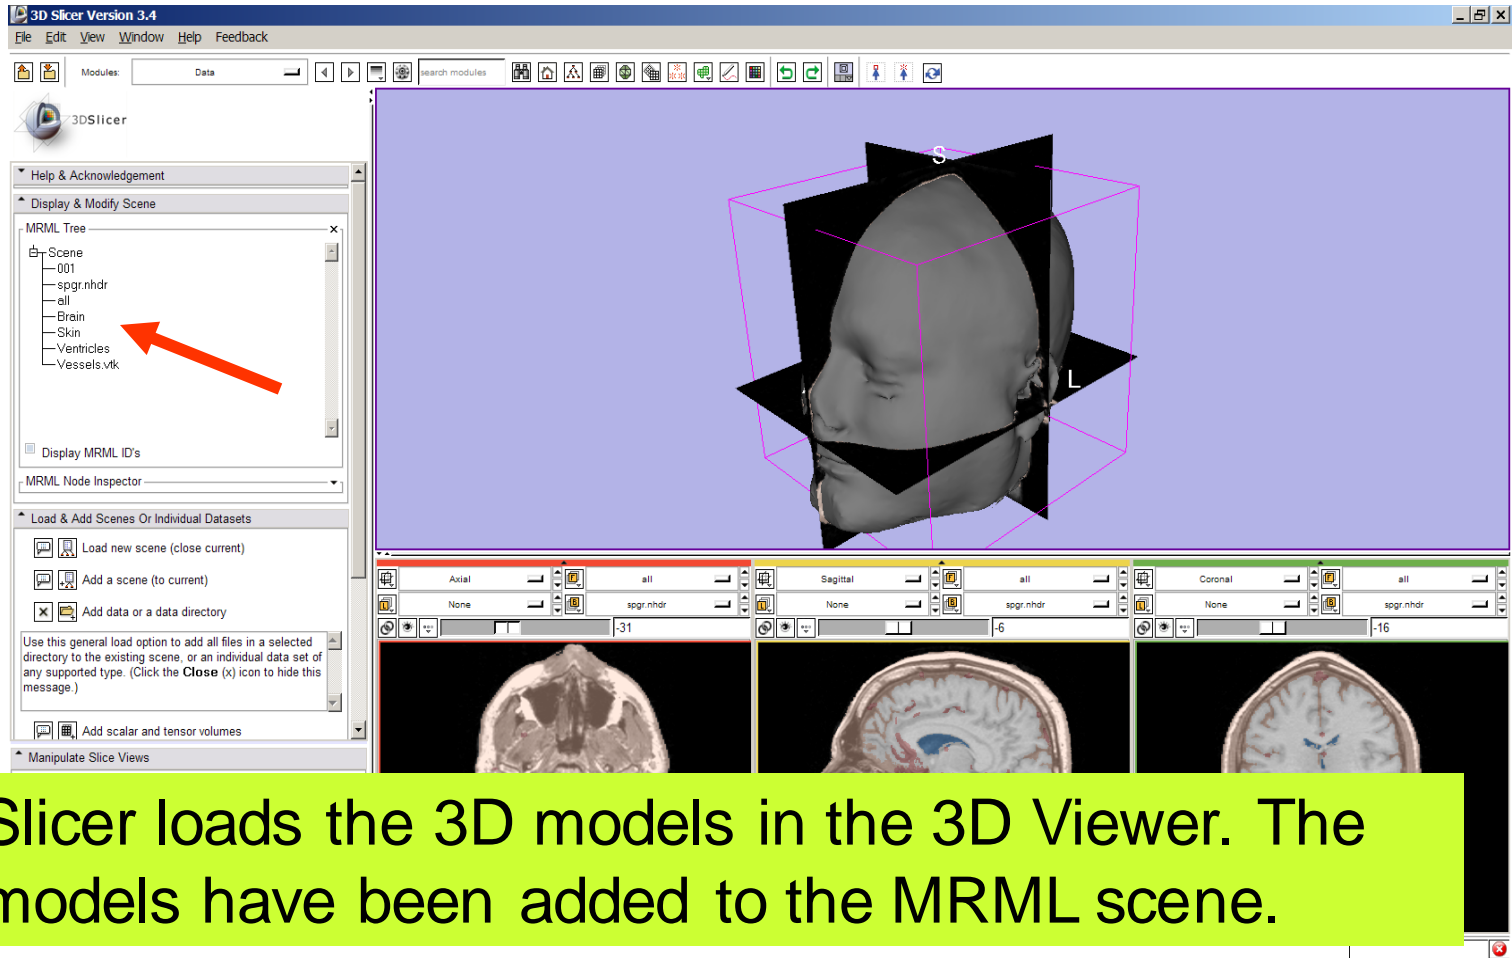 3D Slicer Version 3.4
File Edit View Window Help Feedback
Modules: Data search modules
3DSlicer
Help & Acknowledgement
Display & Modify Scene
MRML Tree
Scene
001
spgr.nhdr
all
Brain
Skin
Ventricles
Vessels.vtk
Display MRML ID's
MRML Node Inspector
Load & Add Scenes Or Individual Datasets
Load new scene (close current)
Add a scene (to current)
Add data or a data directory
Use this general load option to add all files in a selected
directory to the existing scene, or an individual data set of
any supported type. (Click the Close (x) icon to hide this
message.)
Add scalar and tensor volumes
Manipulate Slice Views
S
L
Axial all
None spgr.nhdr
-31
Sagittal all
None spgr.nhdr
-6
Coronal all
None spgr.nhdr
-16
Slicer loads the 3D models in the 3D Viewer. The
models have been added to the MRML scene.